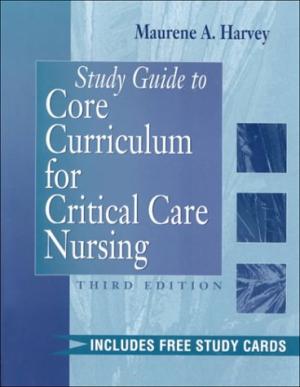 Maurene A. Harvey
Study Guide to
Core
Curriculum
for
Critical Care
Nursing
THIRD EDITION
INCLUDES FREE STUDY CARDS